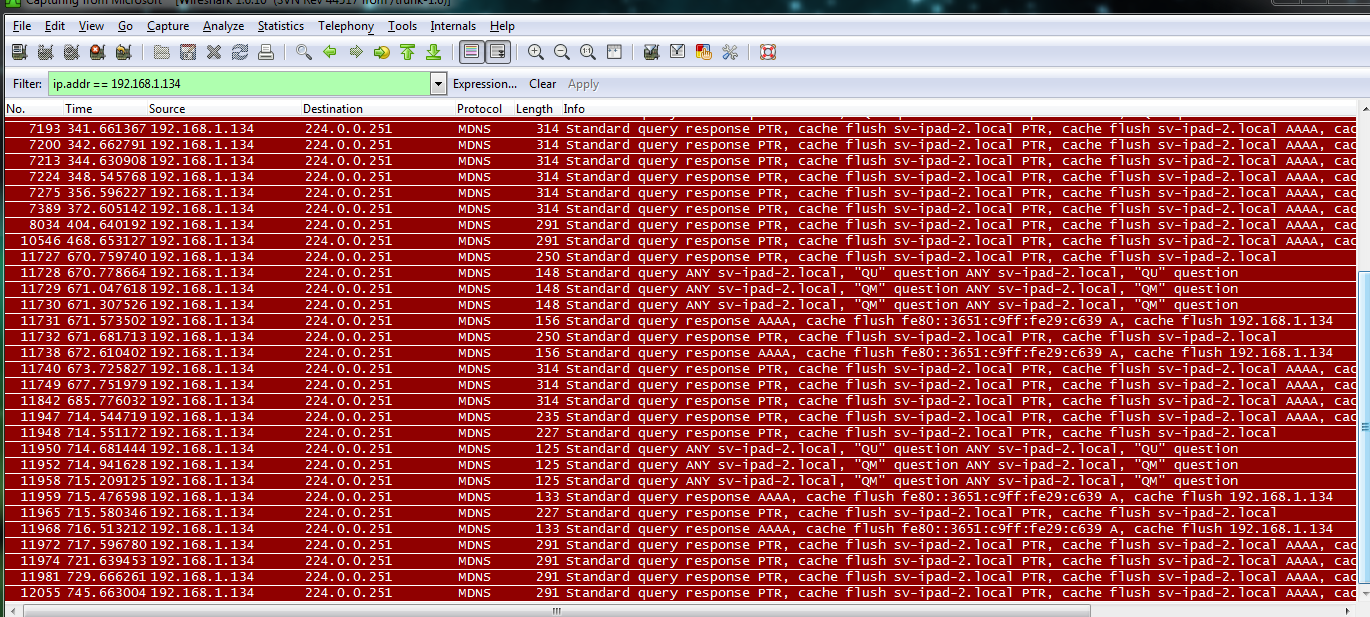 Capturing from Microsoft [Wireshark 1.6.10 (SVN Rev 44517 from /trunk-1.6)]
File Edit View Go Capture Analyze Statistics Telephony Tools Internals Help
Filter: ip.addr == 192.168.1.134 Expression... Clear Apply
No. Time Source Destination Protocol Length Info
7193 341.661367 192.168.1.134 224.0.0.251 MDNS 314 Standard query response PTR, cache flush sv-ipad-2.local PTR, cache flush sv-ipad-2.local AAAA, cac
7200 342.662791 192.168.1.134 224.0.0.251 MDNS 314 Standard query response PTR, cache flush sv-ipad-2.local PTR, cache flush sv-ipad-2.local AAAA, cac
7213 344.630908 192.168.1.134 224.0.0.251 MDNS 314 Standard query response PTR, cache flush sv-ipad-2.local PTR, cache flush sv-ipad-2.local AAAA, cac
7224 348.545768 192.168.1.134 224.0.0.251 MDNS 314 Standard query response PTR, cache flush sv-ipad-2.local PTR, cache flush sv-ipad-2.local AAAA, cac
7275 356.596227 192.168.1.134 224.0.0.251 MDNS 314 Standard query response PTR, cache flush sv-ipad-2.local PTR, cache flush sv-ipad-2.local AAAA, cac
7389 372.605142 192.168.1.134 224.0.0.251 MDNS 314 Standard query response PTR, cache flush sv-ipad-2.local PTR, cache flush sv-ipad-2.local AAAA, cac
8034 404.640192 192.168.1.134 224.0.0.251 MDNS 291 Standard query response PTR, cache flush sv-ipad-2.local PTR, cache flush sv-ipad-2.local AAAA, cac
10546 468.653127 192.168.1.134 224.0.0.251 MDNS 291 Standard query response PTR, cache flush sv-ipad-2.local PTR, cache flush sv-ipad-2.local AAAA, cac
11727 670.759740 192.168.1.134 224.0.0.251 MDNS 250 Standard query response PTR, cache flush sv-ipad-2.local PTR, cache flush sv-ipad-2.local
11728 670.778664 192.168.1.134 224.0.0.251 MDNS 148 Standard query ANY sv-ipad-2.local, "QU" question ANY sv-ipad-2.local, "QU" question
11729 671.047618 192.168.1.134 224.0.0.251 MDNS 148 Standard query ANY sv-ipad-2.local, "QM" question ANY sv-ipad-2.local, "QM" question
11730 671.307526 192.168.1.134 224.0.0.251 MDNS 148 Standard query ANY sv-ipad-2.local, "QM" question ANY sv-ipad-2.local, "QM" question
11731 671.573502 192.168.1.134 224.0.0.251 MDNS 156 Standard query response AAAA, cache flush fe80::3651:c9ff:fe29:c639 A, cache flush 192.168.1.134
11732 671.681713 192.168.1.134 224.0.0.251 MDNS 250 Standard query response PTR, cache flush sv-ipad-2.local PTR, cache flush sv-ipad-2.local
11738 672.610402 192.168.1.134 224.0.0.251 MDNS 156 Standard query response AAAA, cache flush fe80::3651:c9ff:fe29:c639 A, cache flush 192.168.1.134
11740 673.725827 192.168.1.134 224.0.0.251 MDNS 314 Standard query response PTR, cache flush sv-ipad-2.local PTR, cache flush sv-ipad-2.local AAAA, cac
11749 677.751979 192.168.1.134 224.0.0.251 MDNS 314 Standard query response PTR, cache flush sv-ipad-2.local PTR, cache flush sv-ipad-2.local AAAA, cac
11842 685.776032 192.168.1.134 224.0.0.251 MDNS 314 Standard query response PTR, cache flush sv-ipad-2.local PTR, cache flush sv-ipad-2.local AAAA, cac
11947 714.544719 192.168.1.134 224.0.0.251 MDNS 235 Standard query response PTR, cache flush sv-ipad-2.local PTR, cache flush sv-ipad-2.local AAAA, cac
11948 714.551172 192.168.1.134 224.0.0.251 MDNS 227 Standard query response PTR, cache flush sv-ipad-2.local PTR, cache flush sv-ipad-2.local
11950 714.681444 192.168.1.134 224.0.0.251 MDNS 125 Standard query ANY sv-ipad-2.local, "QU" question ANY sv-ipad-2.local, "QU" question
11952 714.941628 192.168.1.134 224.0.0.251 MDNS 125 Standard query ANY sv-ipad-2.local, "QM" question ANY sv-ipad-2.local, "QM" question
11958 715.209125 192.168.1.134 224.0.0.251 MDNS 125 Standard query ANY sv-ipad-2.local, "QM" question ANY sv-ipad-2.local, "QM" question
11959 715.476598 192.168.1.134 224.0.0.251 MDNS 133 Standard query response AAAA, cache flush fe80::3651:c9ff:fe29:c639 A, cache flush 192.168.1.134
11965 715.580346 192.168.1.134 224.0.0.251 MDNS 227 Standard query response PTR, cache flush sv-ipad-2.local PTR, cache flush sv-ipad-2.local
11968 716.513212 192.168.1.134 224.0.0.251 MDNS 133 Standard query response AAAA, cache flush fe80::3651:c9ff:fe29:c639 A, cache flush 192.168.1.134
11972 717.596780 192.168.1.134 224.0.0.251 MDNS 291 Standard query response PTR, cache flush sv-ipad-2.local PTR, cache flush sv-ipad-2.local AAAA, cac
11974 721.639453 192.168.1.134 224.0.0.251 MDNS 291 Standard query response PTR, cache flush sv-ipad-2.local PTR, cache flush sv-ipad-2.local AAAA, cac
11981 729.666261 192.168.1.134 224.0.0.251 MDNS 291 Standard query response PTR, cache flush sv-ipad-2.local PTR, cache flush sv-ipad-2.local AAAA, cac
12055 745.663004 192.168.1.134 224.0.0.251 MDNS 291 Standard query response PTR, cache flush sv-ipad-2.local PTR, cache flush sv-ipad-2.local AAAA, cac